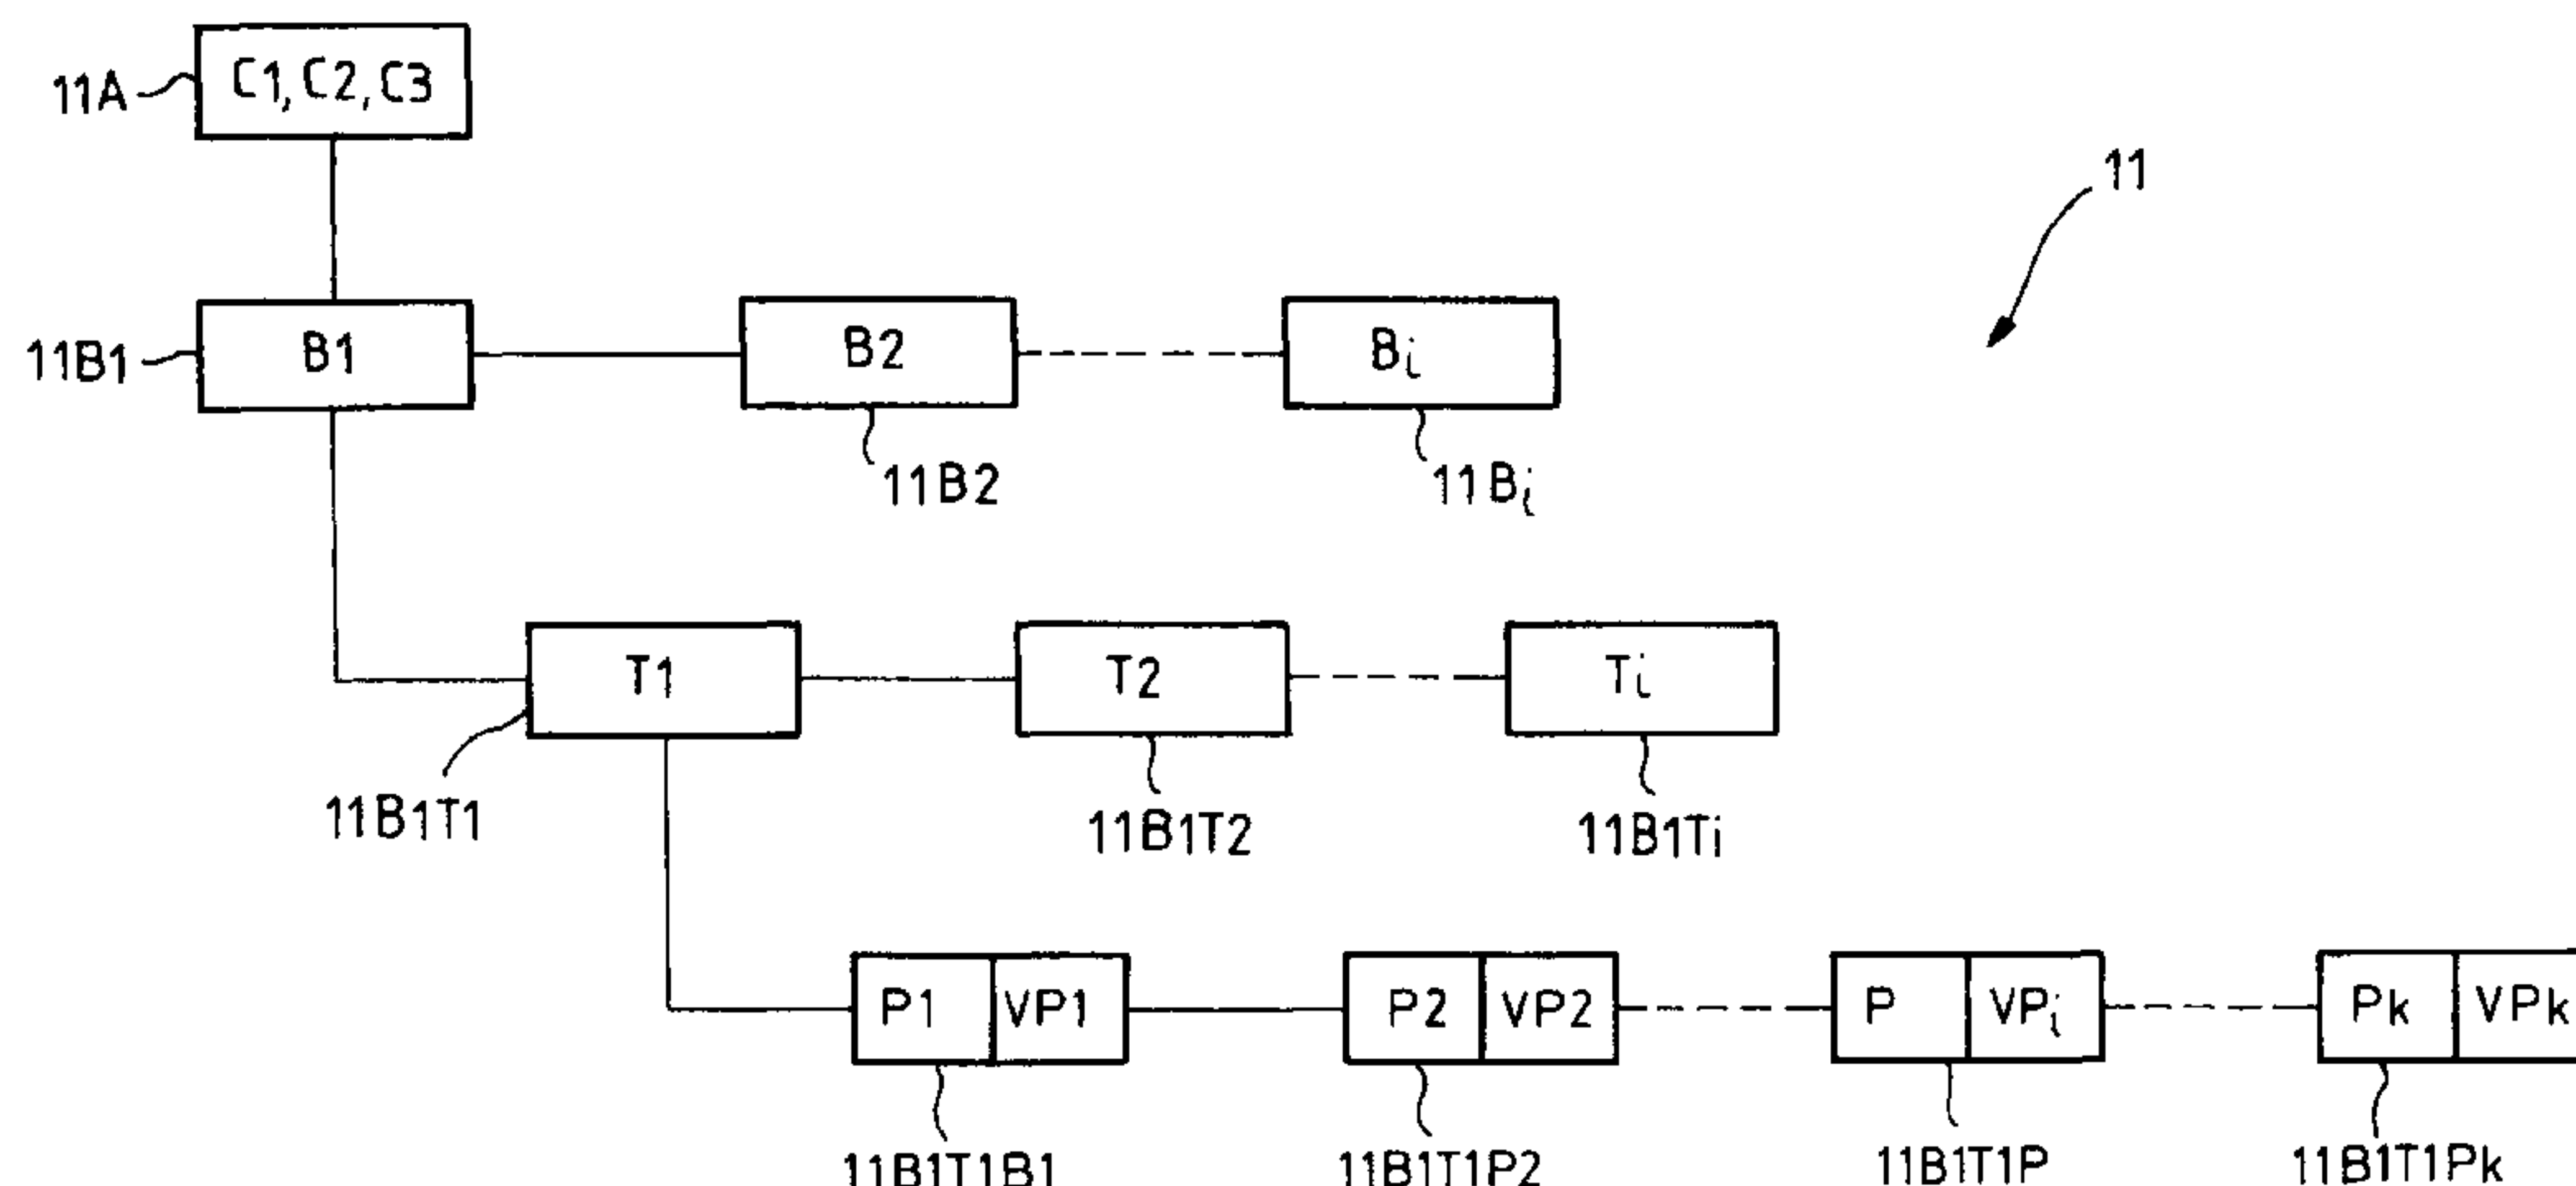 C1, C2, C3
11A
11
B1
B2
Bi
11B1
11B2
11Bi
T1
T2
Ti
11B1T1
11B1T2
11B1Ti
P1 VP1
P2 VP2
P VPi
Pk VPk
11B1T1B1
11B1T1P2
11B1T1P
11B1T1Pk